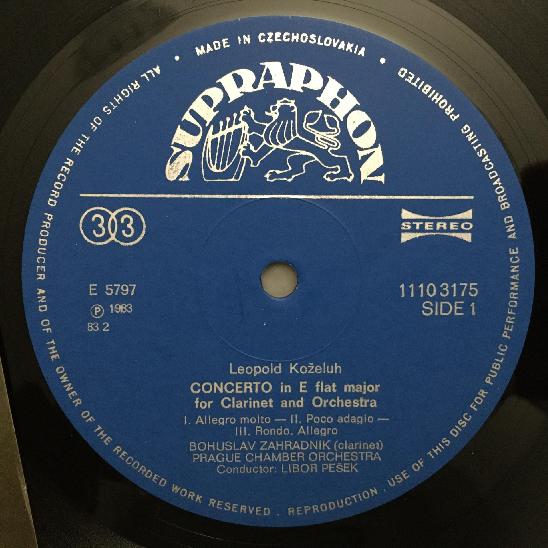 MADE IN CZECHOSLOVAKIA •
ALL RIGHTS OF THE RECORD PRODUCER AND OF THE OWNER OF THE RECORDED WORK RESERVED . REPRODUCTION . USE OF THIS DISC FOR PUBLIC PERFORMANCE AND BROADCASTING PROHIBITED •
SUPRAPHON
33
STEREO
E 5797
1110 3175
Ⓟ 1983
SIDE 1
83 2
Leopold Koželuh
CONCERTO in E flat major
for Clarinet and Orchestra
I. Allegro molto — II. Poco adagio —
III. Rondo. Allegro
BOHUSLAV ZAHRADNÍK (clarinet)
PRAGUE CHAMBER ORCHESTRA
Conductor: LIBOR PEŠEK